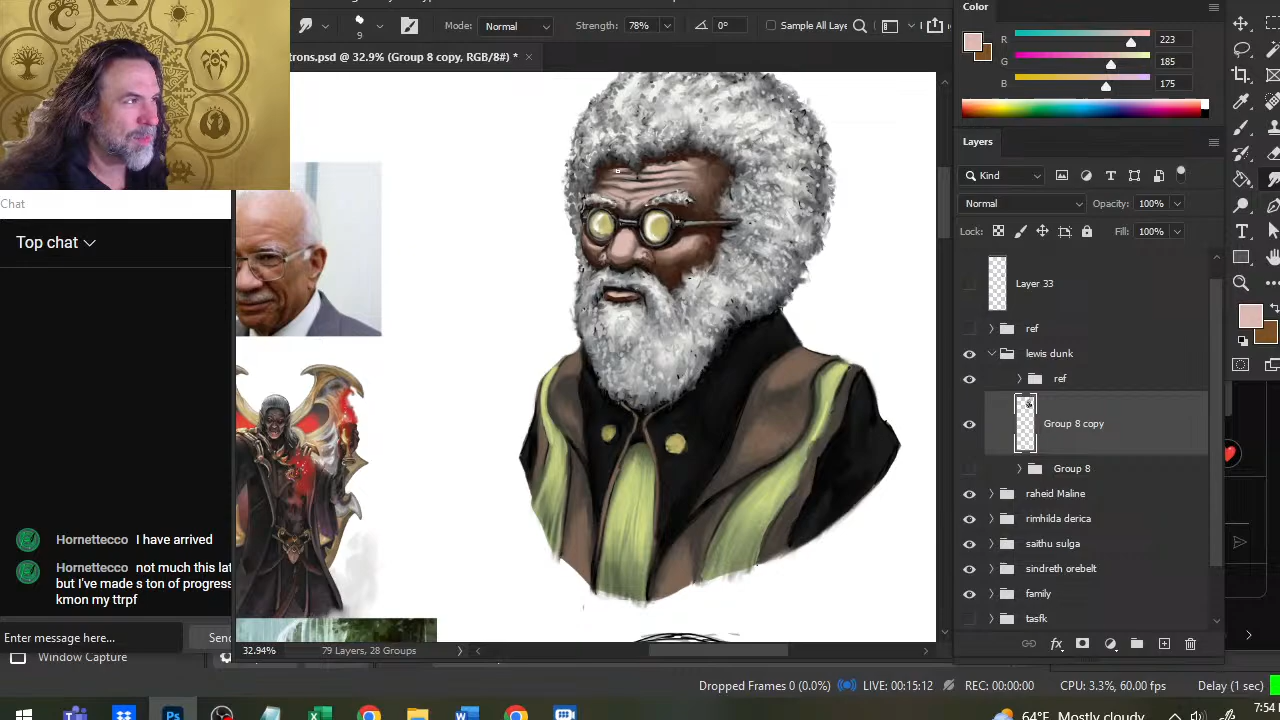 9
Mode:
Normal
Strength:
78%
0°
Sample All Laye
trons.psd @ 32.9% (Group 8 copy, RGB/8#) *
Color
R
223
G
185
B
175
Layers
Kind
Normal
Opacity: 100%
Lock:
Fill: 100%
Layer 33
ref
lewis dunk
ref
Group 8 copy
Group 8
raheid Maline
rimhilda derica
saithu sulga
sindreth orebelt
family
tasfk
Chat
Top chat
Hornettecco I have arrived
Hornettecco not much this lat
but I've made s ton of progress
kmon my ttrpf
Enter message here...
Send
Window Capture
32.94%
79 Layers, 28 Groups
Dropped Frames 0 (0.0%)
LIVE: 00:15:12
REC: 00:00:00
CPU: 3.3%, 60.00 fps
Delay (1 sec)
64°F Mostly cloudy
7:54